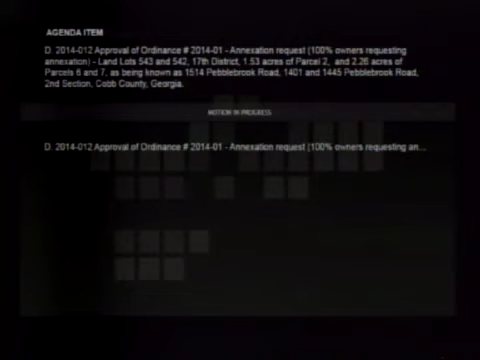 AGENDA ITEM
D. 2014-012 Approval of Ordinance # 2014-01 - Annexation request (100% owners requesting
annexation) - Land Lots 543 and 542, 17th District, 1.53 acres of Parcel 2, and 2.26 acres of
Parcels 6 and 7, as being known as 1514 Pebblebrook Road, 1401 and 1445 Pebblebrook Road,
2nd Section, Cobb County, Georgia.
MOTION IN PROGRESS
D. 2014-012 Approval of Ordinance # 2014-01 - Annexation request (100% owners requesting an...